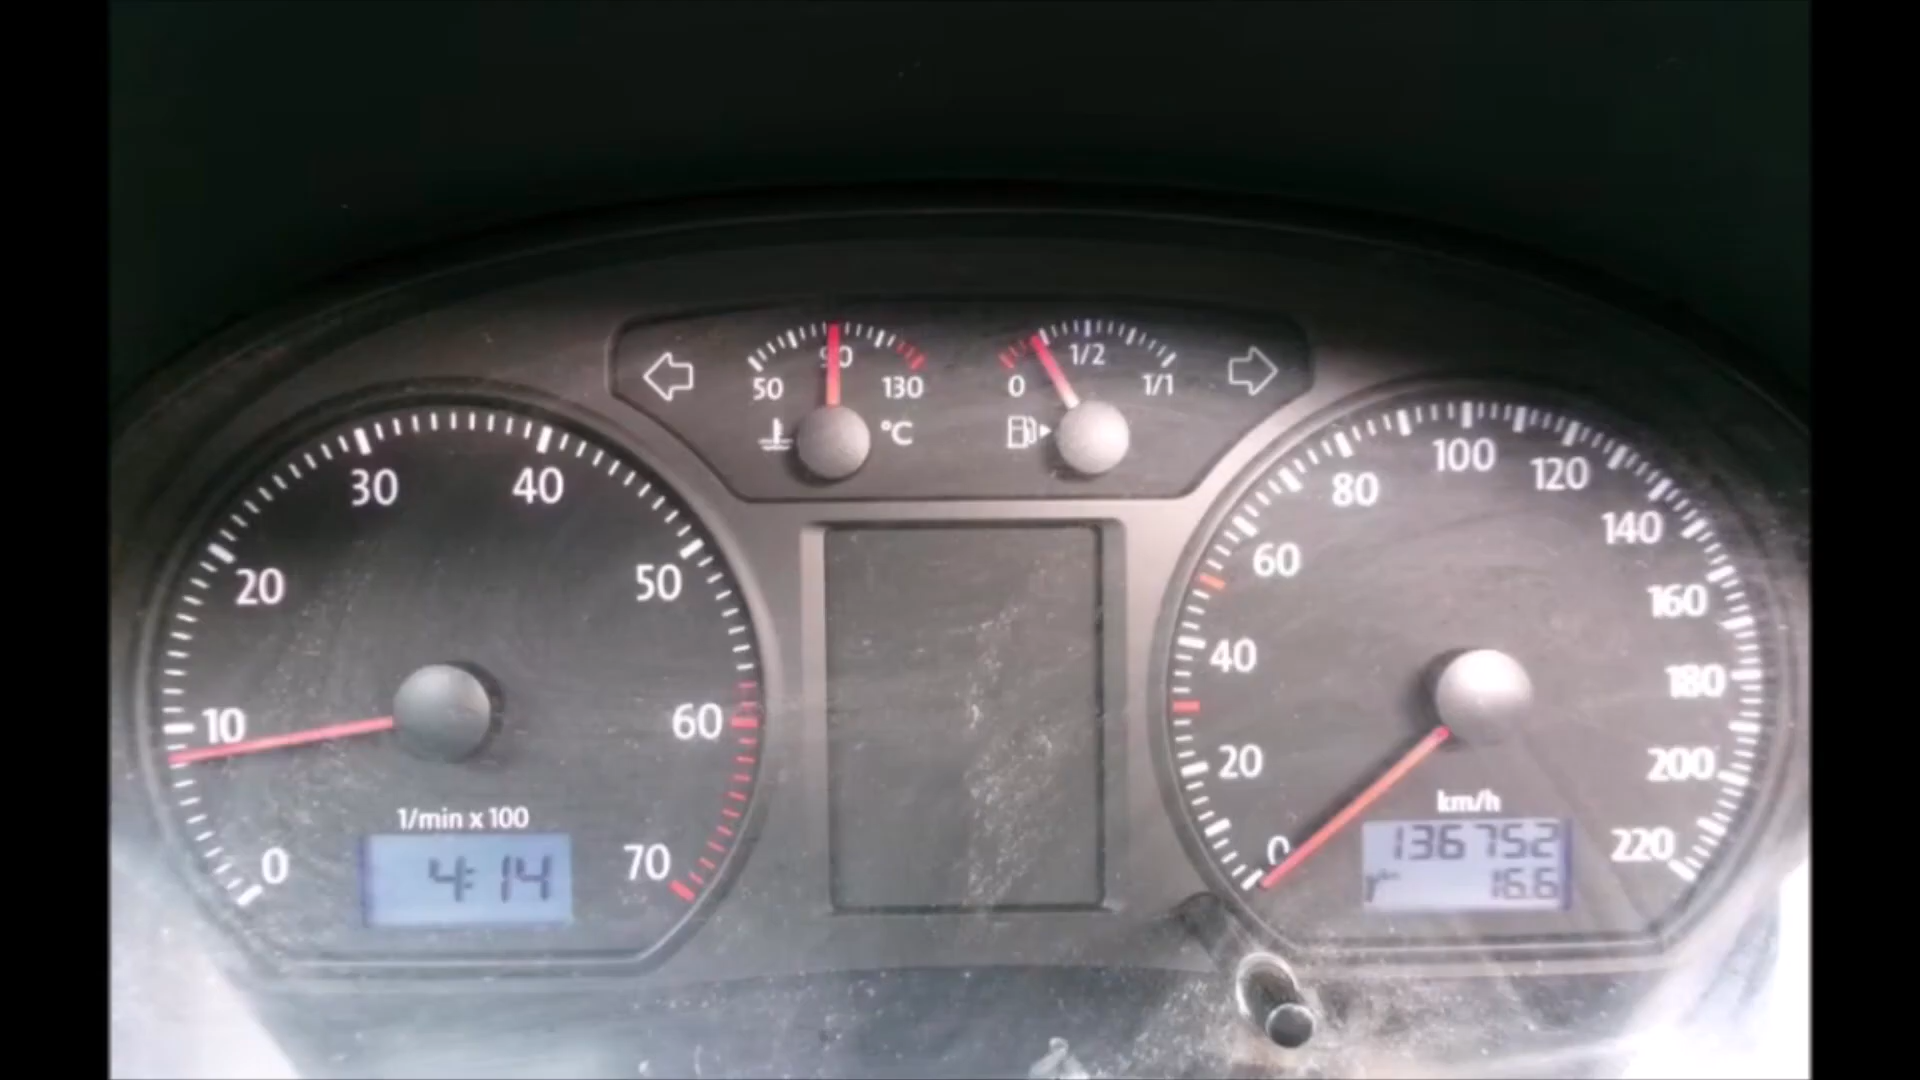 50 90 130 °C
0 1/2 1/1
0 10 20 30 40 50 60 70
1/min x 100
4:14
0 20 40 60 80 100 120 140 160 180 200 220
km/h
136752
16.6